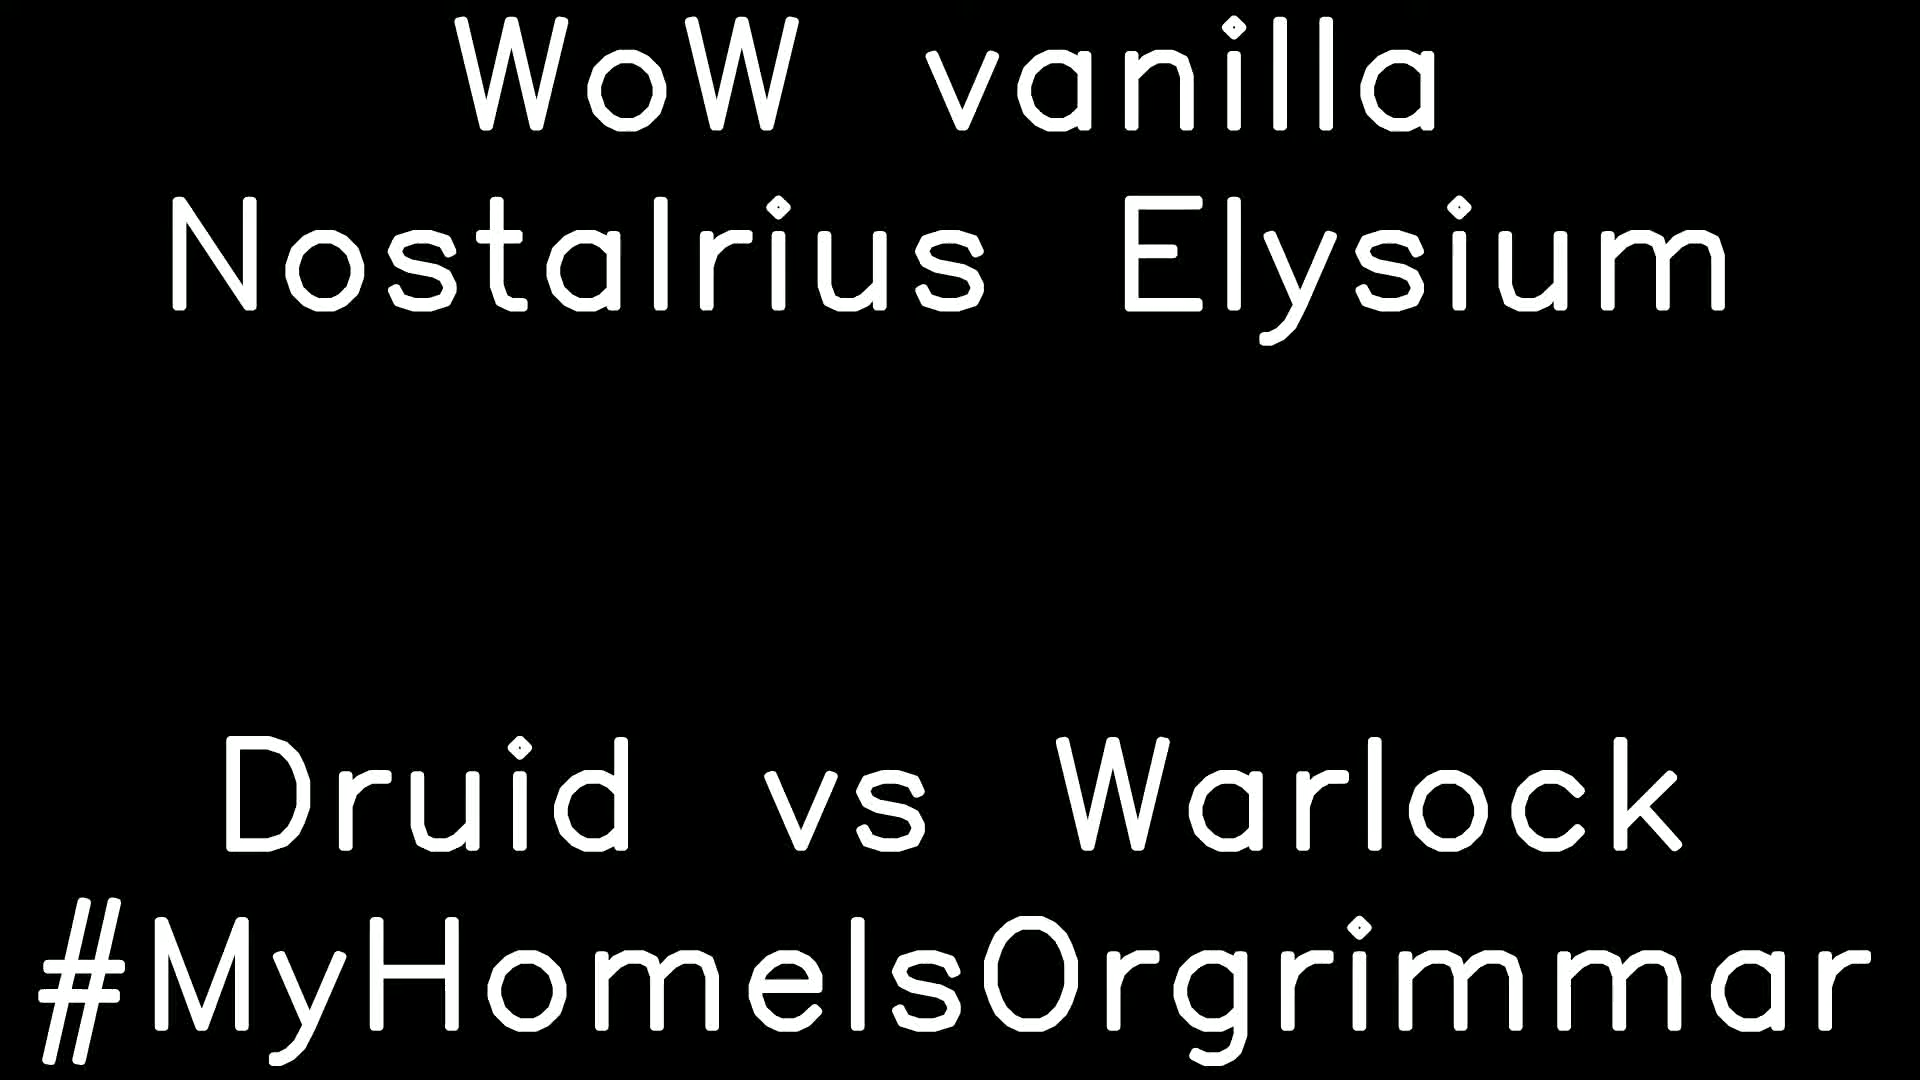 WoW vanilla
Nostalrius Elysium
Druid vs Warlock
#MyHomeIsOrgrimmar